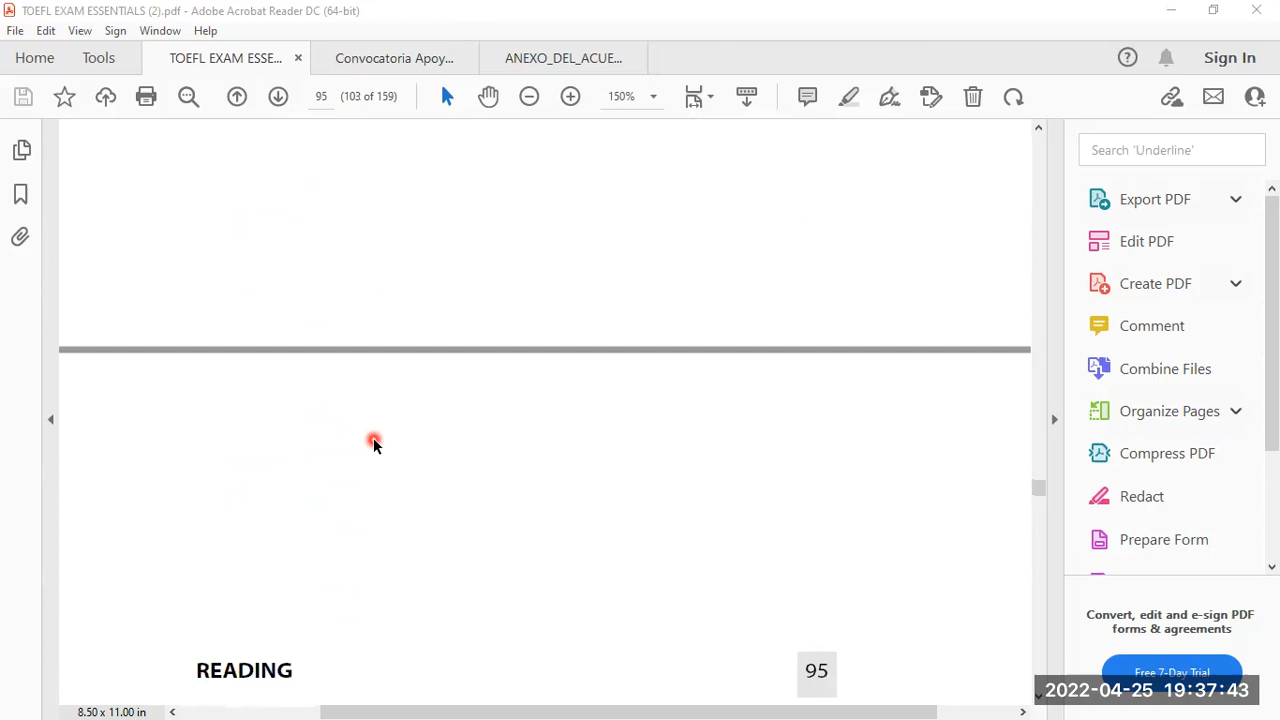 TOEFL EXAM ESSENTIALS (2).pdf - Adobe Acrobat Reader DC (64-bit)
File Edit View Sign Window Help
Home Tools TOEFL EXAM ESSE... Convocatoria Apoy... ANEXO_DEL_ACUE... Sign In
95 (103 of 159) 150%
Search 'Underline'
Export PDF
Edit PDF
Create PDF
Comment
Combine Files
Organize Pages
Compress PDF
Redact
Prepare Form
Convert, edit and e-sign PDF
forms & agreements
Free 7-Day Trial
READING 95
2022-04-25 19:37:43
8.50 x 11.00 in